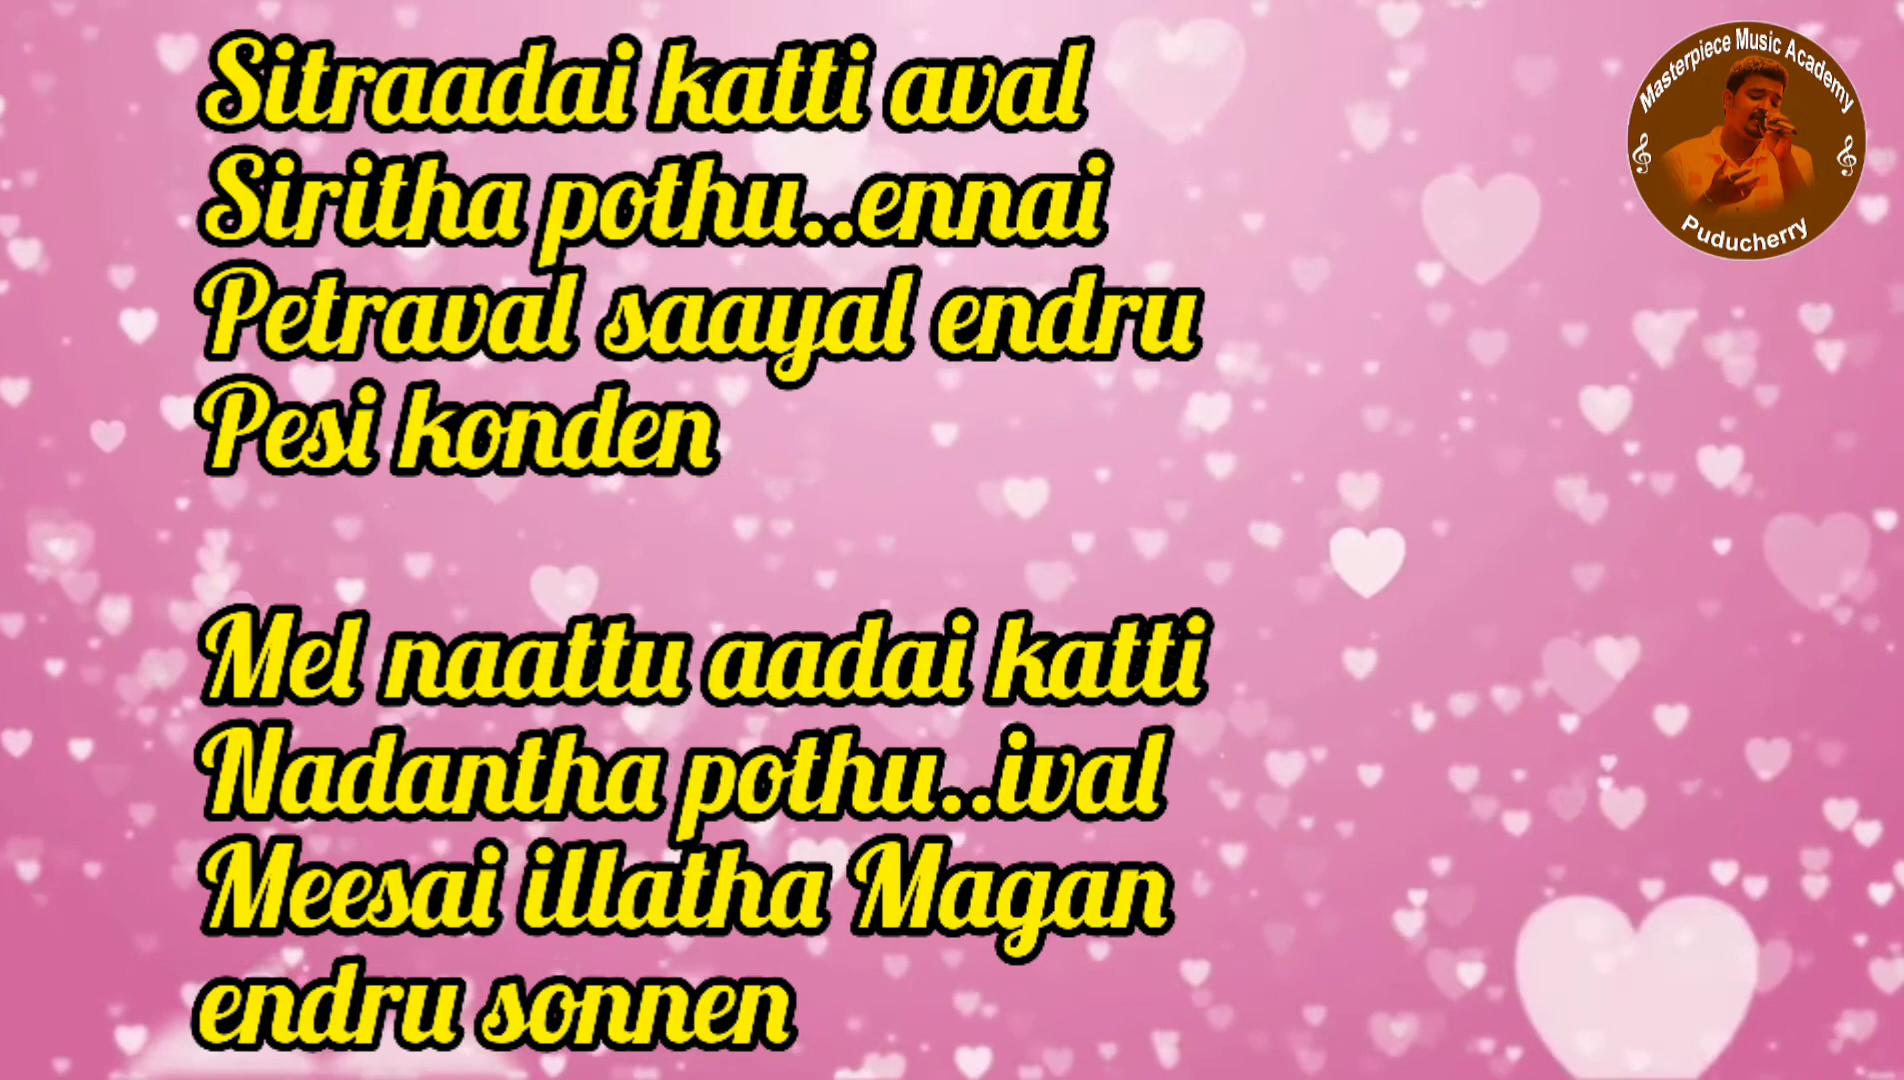 Sitraadai katti aval
Siritha pothu..ennai
Petraval saayal endru
Pesi konden
Mel naattu aadai katti
Nadantha pothu..ival
Meesai illatha Magan
endru sonnen
Masterpiece Music Academy
Puducherry